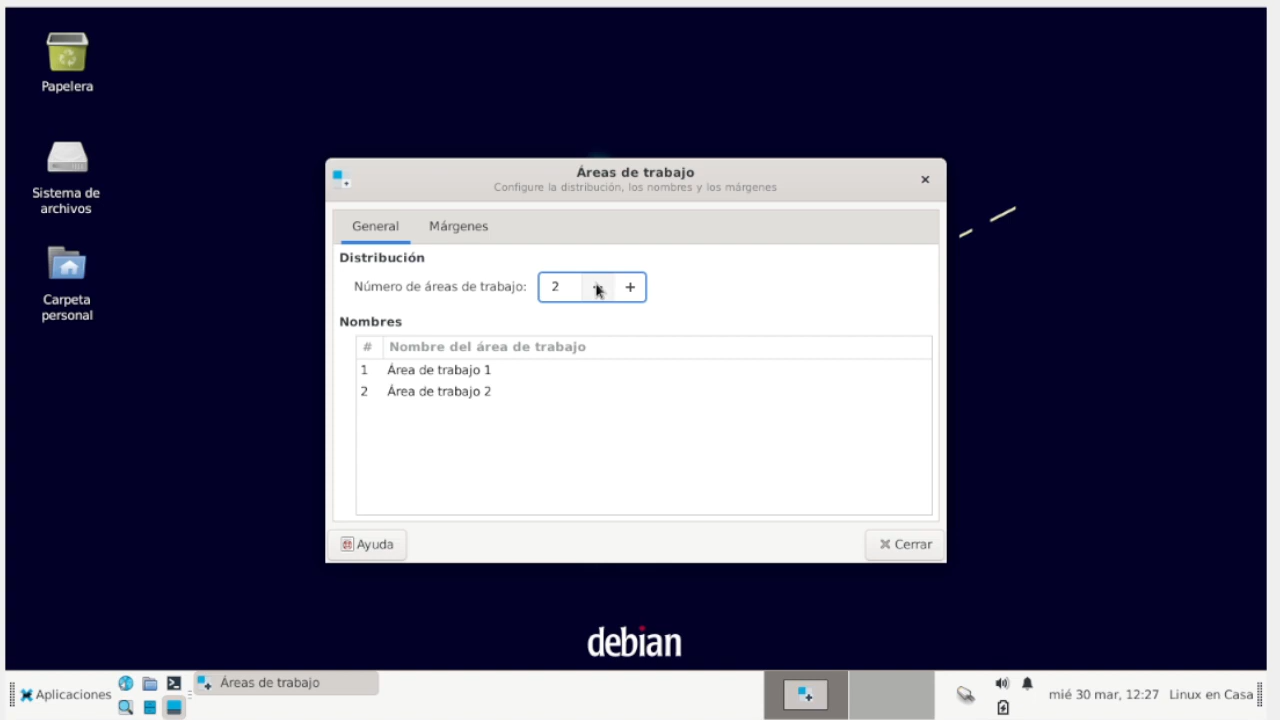 Papelera
Sistema de
archivos
Carpeta
personal
Áreas de trabajo
Configure la distribución, los nombres y los márgenes
General Márgenes
Distribución
Número de áreas de trabajo: 2 +
Nombres
# Nombre del área de trabajo
1 Área de trabajo 1
2 Área de trabajo 2
Ayuda Cerrar
debian
Aplicaciones Áreas de trabajo mié 30 mar, 12:27 Linux en Casa